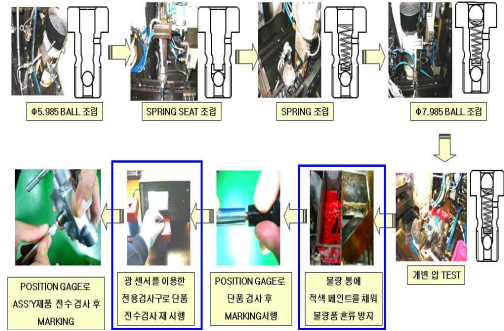 Φ5.985 BALL 조립
SPRING SEAT 조립
SPRING 조립
Φ7.985 BALL 조립
개변 압 TEST
불량 통에
적색 페인트를 채워
불량품 혼류 방지
POSITION GAGE로
단품 검사 후
MARKING시행
광 센서를 이용한
전용검사구로 단품
전수검사 재 시행
POSITION GAGE로
ASS'Y제품 전수검사 후
MARKING